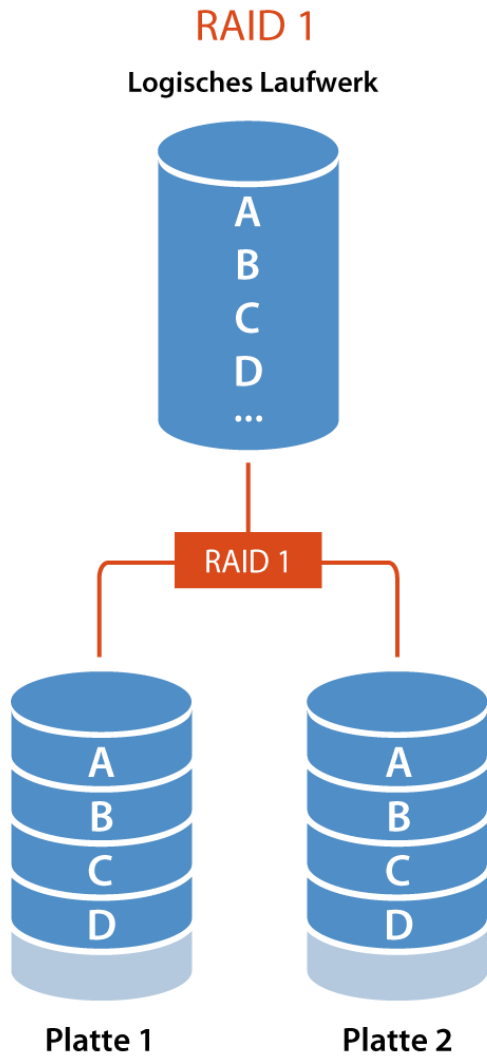 RAID 1
Logisches Laufwerk
A
B
C
D
...
RAID 1
A
B
C
D
A
B
C
D
Platte 1
Platte 2